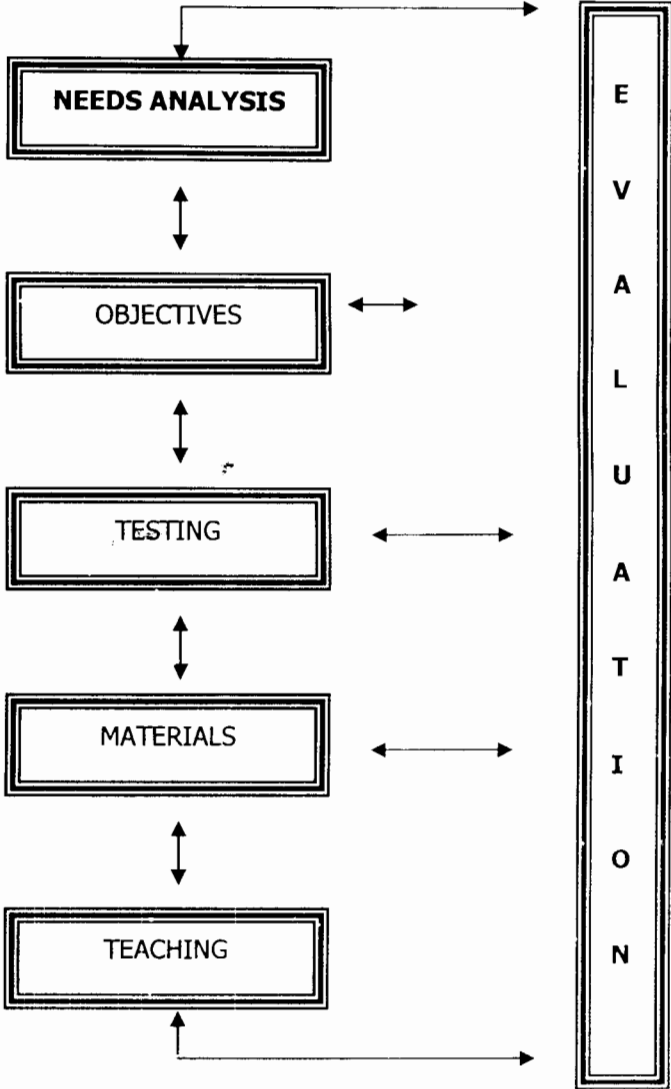 NEEDS ANALYSIS
OBJECTIVES
TESTING
MATERIALS
TEACHING
E
V
A
L
U
A
T
I
O
N